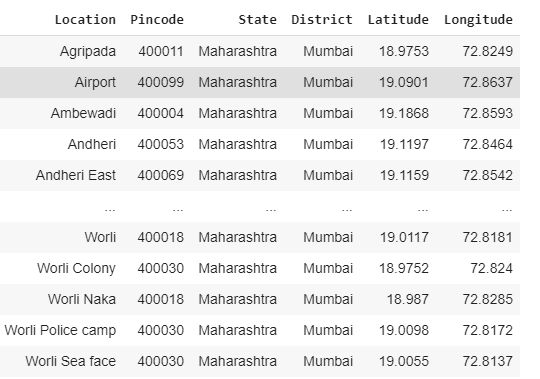 Location Pincode State District Latitude Longitude
Agripada 400011 Maharashtra Mumbai 18.9753 72.8249
Airport 400099 Maharashtra Mumbai 19.0901 72.8637
Ambewadi 400004 Maharashtra Mumbai 19.1868 72.8593
Andheri 400053 Maharashtra Mumbai 19.1197 72.8464
Andheri East 400069 Maharashtra Mumbai 19.1159 72.8542
... ... ... ... ... ...
Worli 400018 Maharashtra Mumbai 19.0117 72.8181
Worli Colony 400030 Maharashtra Mumbai 18.9752 72.824
Worli Naka 400018 Maharashtra Mumbai 18.987 72.8285
Worli Police camp 400030 Maharashtra Mumbai 19.0098 72.8172
Worli Sea face 400030 Maharashtra Mumbai 19.0055 72.8137